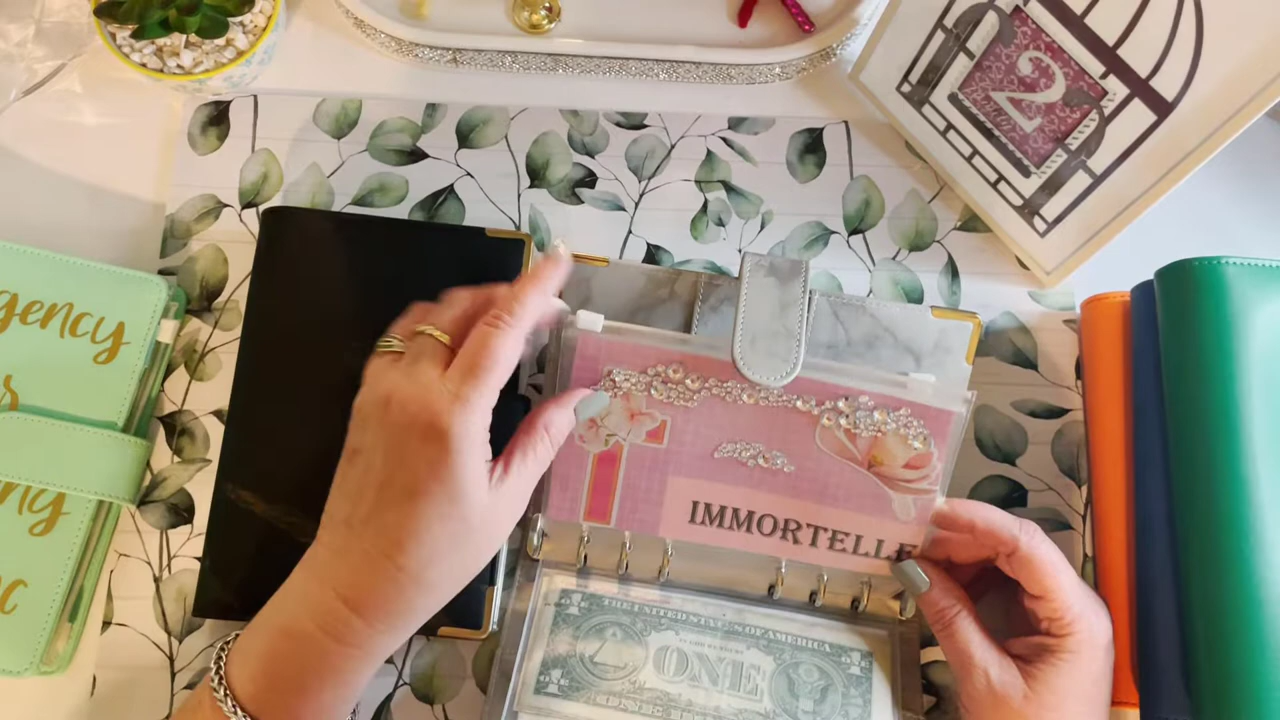 2
gency
IMMORTELLE
ng
c
THE UNITED STATES OF AMERICA
ONE